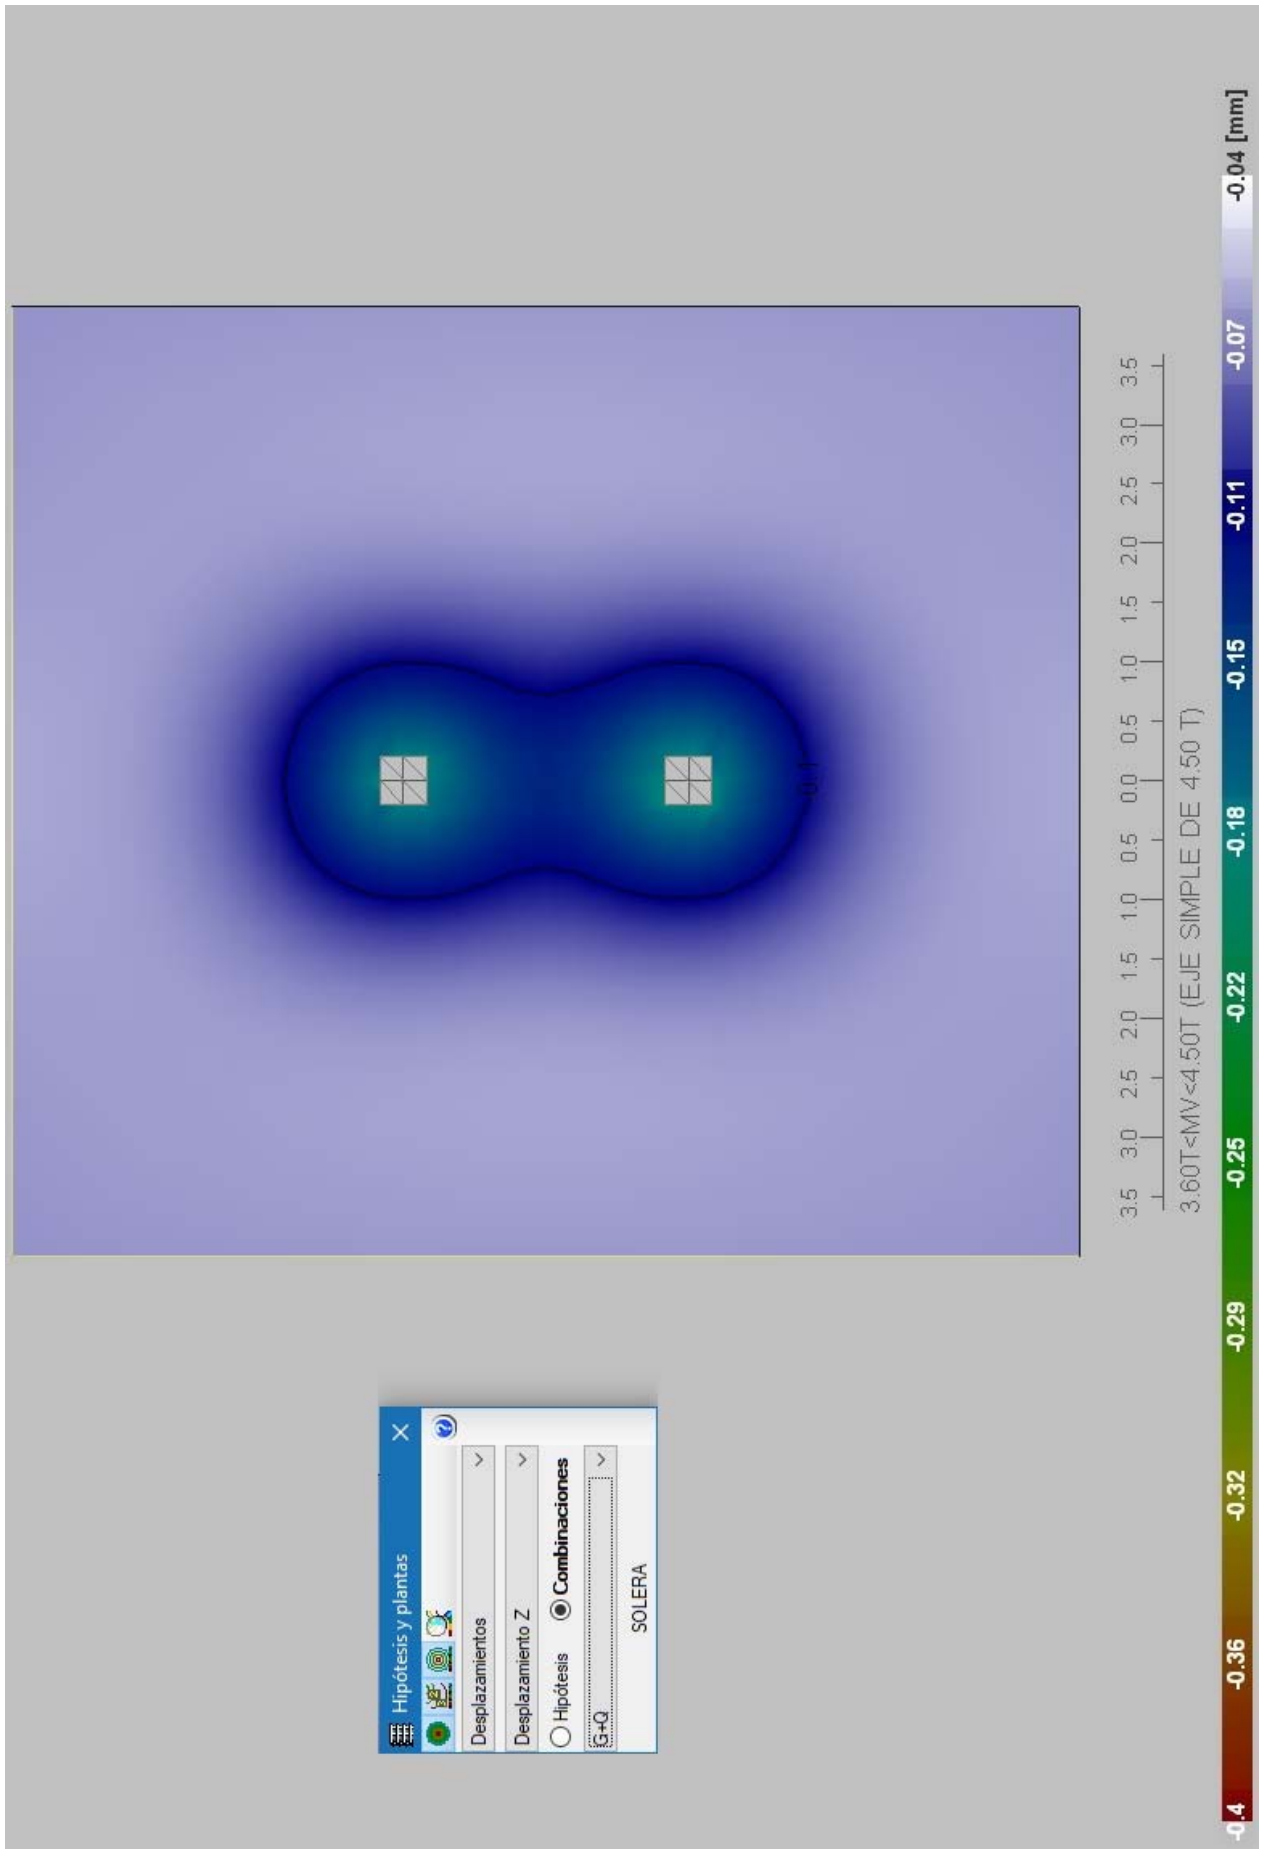 Hipótesis y plantas
Desplazamientos
Desplazamiento Z
Hipótesis Combinaciones
G+Q
SOLERA
3.5 3.0 2.5 2.0 1.5 1.0 0.5 0.0 0.5 1.0 1.5 2.0 2.5 3.0 3.5
3.60T<MV<4.50T (EJE SIMPLE DE 4.50 T)
-0.4 -0.36 -0.32 -0.29 -0.25 -0.22 -0.18 -0.15 -0.11 -0.07 -0.04 [mm]